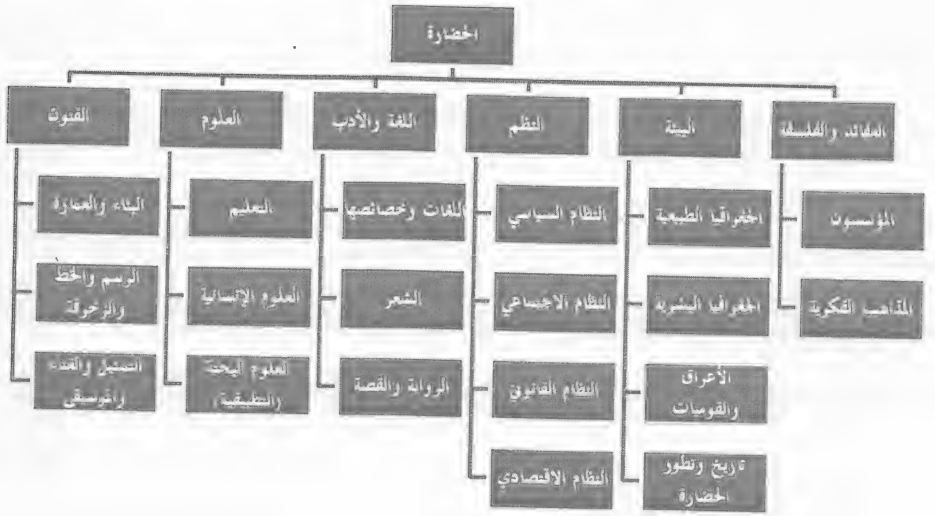 الحضارة
العقائد والفلسفة
البيئة
النظم
اللغة والأدب
العلوم
الفنون
المؤسسون
الجغرافيا الطبيعية
النظام السياسي
اللغات وخصائصها
التعليم
البناء والعمارة
المذاهب الفكرية
الجغرافيا البشرية
النظام الاجتماعي
الشعر
العلوم الإنسانية
الرسم والخط
والزخرفة
الأعراق
والقوميات
النظام القانوني
الرواية والقصة
العلوم البحتة
(والتطبيقية)
التمثيل والغناء
والموسيقى
تاريخ وتطور
الحضارة
النظام الاقتصادي